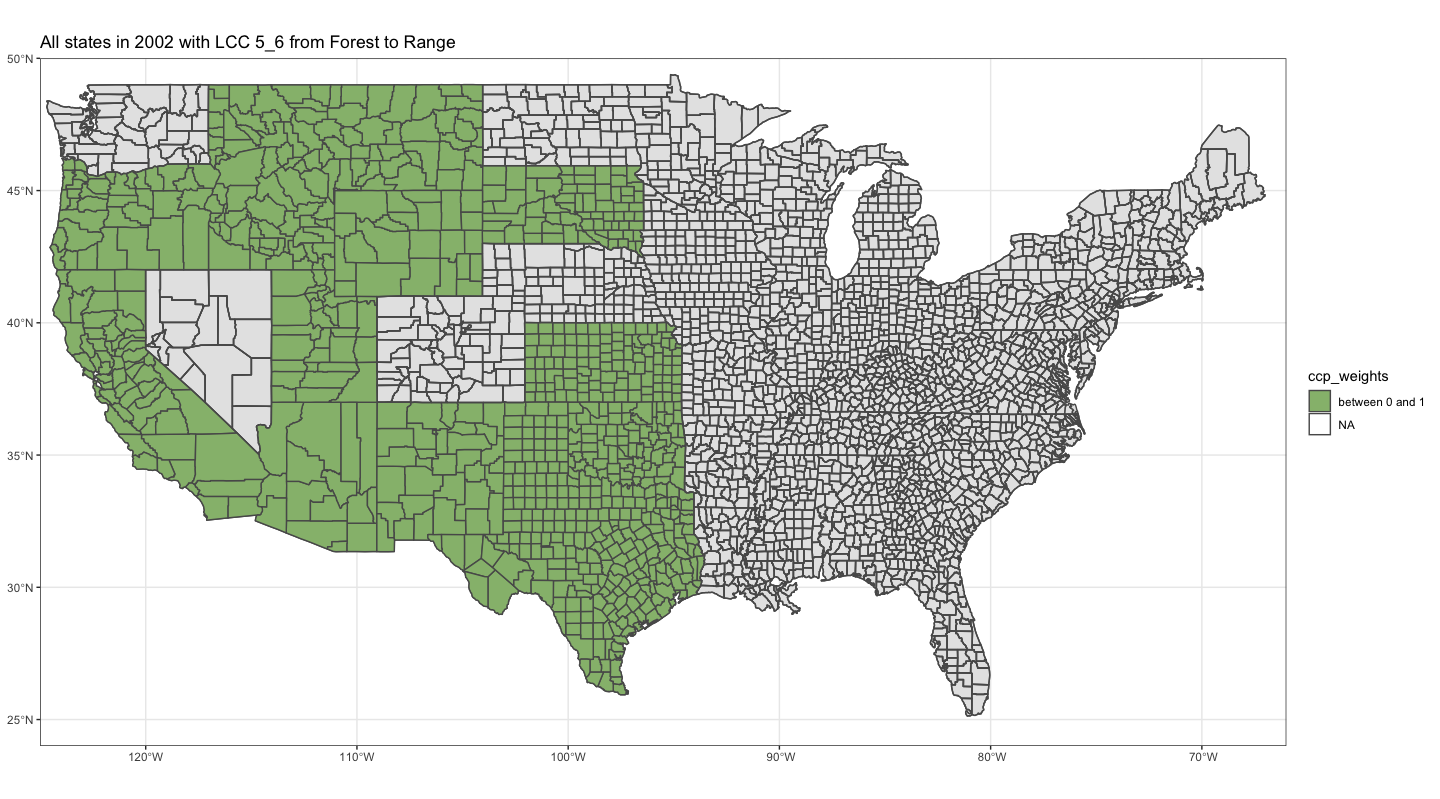 All states in 2002 with LCC 5_6 from Forest to Range
50°N
45°N
40°N
35°N
30°N
25°N
120°W
110°W
100°W
90°W
80°W
70°W
ccp_weights
between 0 and 1
NA